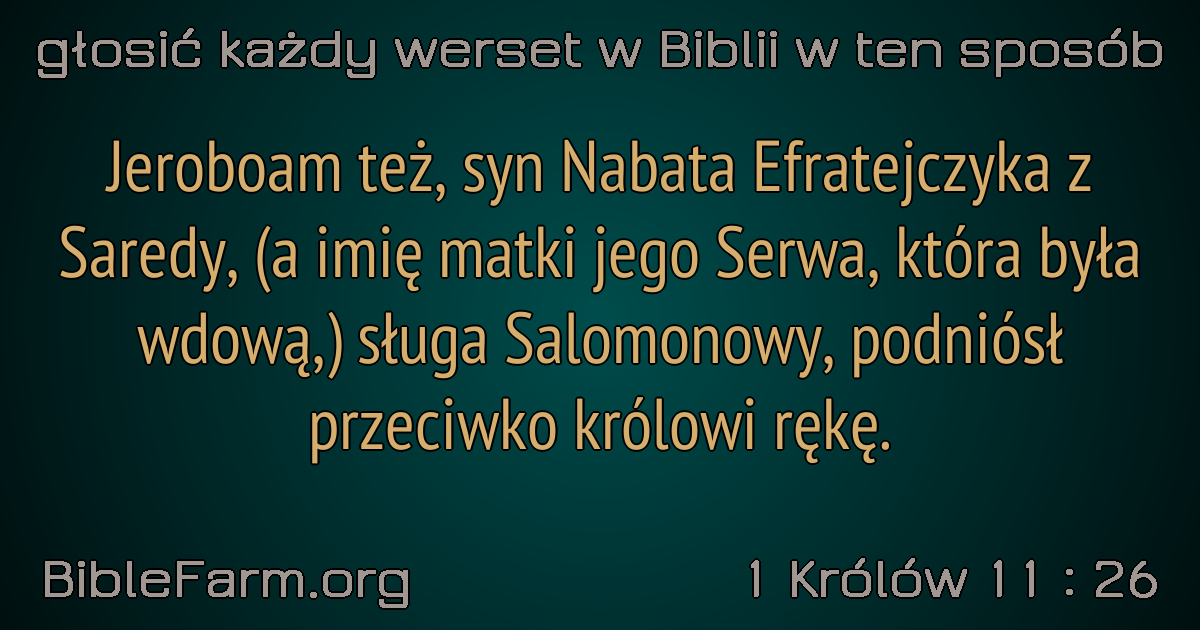 głosić każdy werset w Biblii w ten sposób
Jeroboam też, syn Nabata Efratejczyka z
Saredy, (a imię matki jego Serwa, która była
wdową,) sługa Salomonowy, podniósł
przeciwko królowi rękę.
BibleFarm.org
1 Królów 11 : 26